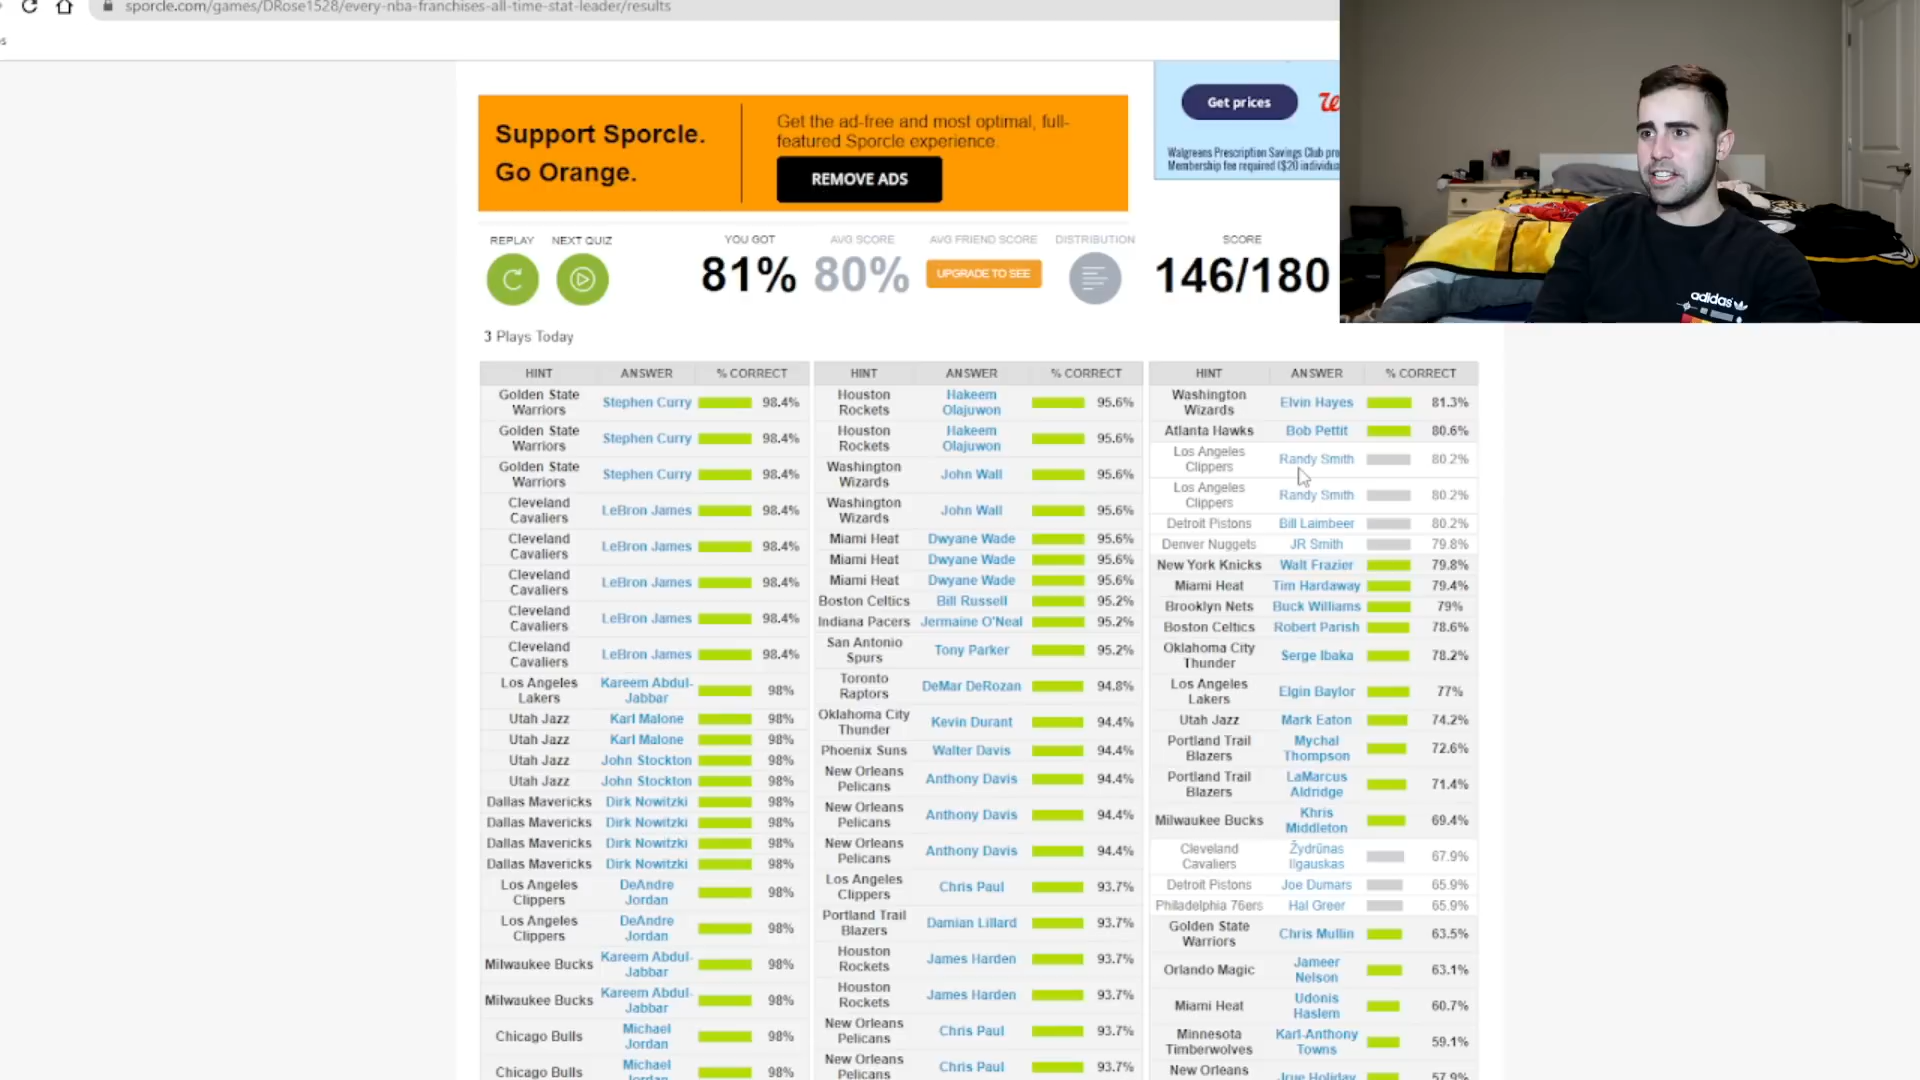 sporcle.com/games/DRose1528/every-nba-franchises-all-time-stat-leader/results
Support Sporcle.
Go Orange.
Get the ad-free and most optimal, full-
featured Sporcle experience.
REMOVE ADS
Get prices
Walgreens Prescription Savings Club
Membership fee required ($20
adidas
REPLAY NEXT QUIZ YOU GOT AVG SCORE AVG FRIEND SCORE DISTRIBUTION SCORE
81% 80% UPGRADE TO SEE 146/180
3 Plays Today
HINT ANSWER % CORRECT
Golden State
Warriors Stephen Curry 98.4%
Golden State
Warriors Stephen Curry 98.4%
Golden State
Warriors Stephen Curry 98.4%
Cleveland
Cavaliers LeBron James 98.4%
Cleveland
Cavaliers LeBron James 98.4%
Cleveland
Cavaliers LeBron James 98.4%
Cleveland
Cavaliers LeBron James 98.4%
Cleveland
Cavaliers LeBron James 98.4%
Los Angeles Kareem Abdul-
Lakers Jabbar 98%
Utah Jazz Karl Malone 98%
Utah Jazz Karl Malone 98%
Utah Jazz John Stockton 98%
Utah Jazz John Stockton 98%
Dallas Mavericks Dirk Nowitzki 98%
Dallas Mavericks Dirk Nowitzki 98%
Dallas Mavericks Dirk Nowitzki 98%
Dallas Mavericks Dirk Nowitzki 98%
Los Angeles DeAndre
Clippers Jordan 98%
Los Angeles DeAndre
Clippers Jordan 98%
Milwaukee Bucks Kareem Abdul-
Jabbar 98%
Milwaukee Bucks Kareem Abdul-
Jabbar 98%
Chicago Bulls Michael
Jordan 98%
Chicago Bulls Michael
Jordan 98%
HINT ANSWER % CORRECT
Houston Hakeem
Rockets Olajuwon 95.6%
Houston Hakeem
Rockets Olajuwon 95.6%
Washington
Wizards John Wall 95.6%
Washington
Wizards John Wall 95.6%
Miami Heat Dwyane Wade 95.6%
Miami Heat Dwyane Wade 95.6%
Miami Heat Dwyane Wade 95.6%
Boston Celtics Bill Russell 95.2%
Indiana Pacers Jermaine O'Neal 95.2%
San Antonio
Spurs Tony Parker 95.2%
Toronto
Raptors DeMar DeRozan 94.8%
Oklahoma City
Thunder Kevin Durant 94.4%
Phoenix Suns Walter Davis 94.4%
New Orleans
Pelicans Anthony Davis 94.4%
New Orleans
Pelicans Anthony Davis 94.4%
New Orleans
Pelicans Anthony Davis 94.4%
Los Angeles
Clippers Chris Paul 93.7%
Portland Trail
Blazers Damian Lillard 93.7%
Houston
Rockets James Harden 93.7%
Houston
Rockets James Harden 93.7%
New Orleans
Pelicans Chris Paul 93.7%
New Orleans
Pelicans Chris Paul 93.7%
HINT ANSWER % CORRECT
Washington
Wizards Elvin Hayes 81.3%
Atlanta Hawks Bob Pettit 80.6%
Los Angeles
Clippers Randy Smith 80.2%
Los Angeles
Clippers Randy Smith 80.2%
Detroit Pistons Bill Laimbeer 80.2%
Denver Nuggets JR Smith 79.8%
New York Knicks Walt Frazier 79.8%
Miami Heat Tim Hardaway 79.4%
Brooklyn Nets Buck Williams 79%
Boston Celtics Robert Parish 78.6%
Oklahoma City
Thunder Serge Ibaka 78.2%
Los Angeles
Lakers Elgin Baylor 77%
Utah Jazz Mark Eaton 74.2%
Portland Trail Mychal
Blazers Thompson 72.6%
Portland Trail LaMarcus
Blazers Aldridge 71.4%
Milwaukee Bucks Khris
Middleton 69.4%
Cleveland Žydrūnas
Cavaliers Ilgauskas 67.9%
Detroit Pistons Joe Dumars 65.9%
Philadelphia 76ers Hal Greer 65.9%
Golden State
Warriors Chris Mullin 63.5%
Orlando Magic Jameer
Nelson 63.1%
Miami Heat Udonis
Haslem 60.7%
Minnesota Karl-Anthony
Timberwolves Towns 59.1%
New Orleans Jrue Holiday 57.9%